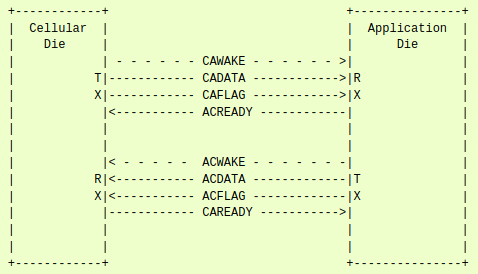 +------------+ +---------------+
| Cellular | | Application |
| Die | | Die |
| | - - - - - - CAWAKE - - - - - - >| |
| T|----------- CADATA ------------>|R |
| X|----------- CAFLAG ------------>|X |
| |<----------- ACREADY ------------| |
| | | |
| | | |
| |< - - - - - ACWAKE - - - - - - -| |
| R|<----------- ACDATA -------------|T |
| X|<----------- ACFLAG -------------|X |
| |------------ CAREADY ----------->| |
| | | |
| | | |
+------------+ +---------------+